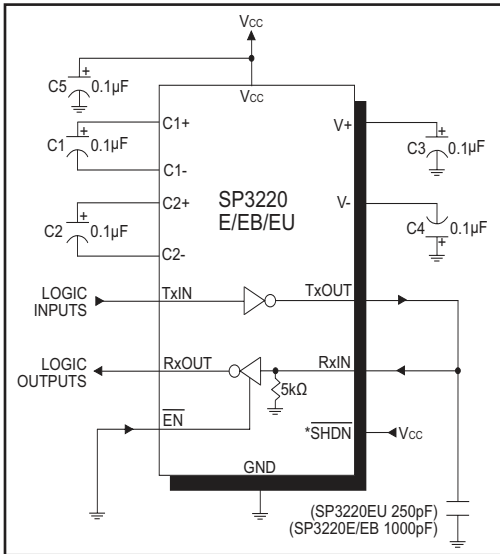 VCC
C5 + 0.1µF
VCC
C1 + 0.1µF
C1+
C1-
C2 + 0.1µF
C2+
C2-
SP3220
E/EB/EU
V+
C3 + 0.1µF
V-
C4 + 0.1µF
LOGIC
INPUTS
TxIN
TxOUT
LOGIC
OUTPUTS
RxOUT
RxIN
5kΩ
EN
*SHDN
VCC
GND
(SP3220EU 250pF)
(SP3220E/EB 1000pF)